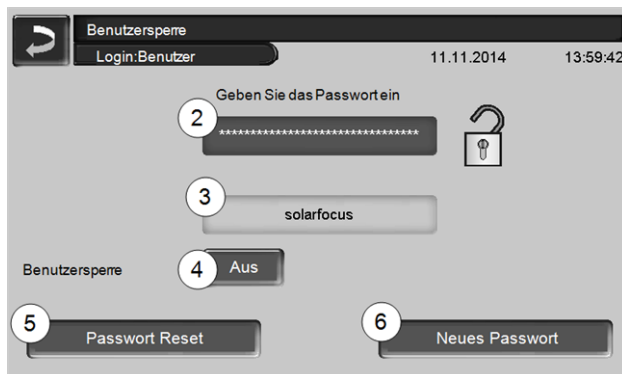 Benutzersperre
Login:Benutzer 11.11.2014 13:59:42
Geben Sie das Passwort ein
2
********************************
3
solarfocus
Benutzersperre 4 Aus
5 6
Passwort Reset Neues Passwort